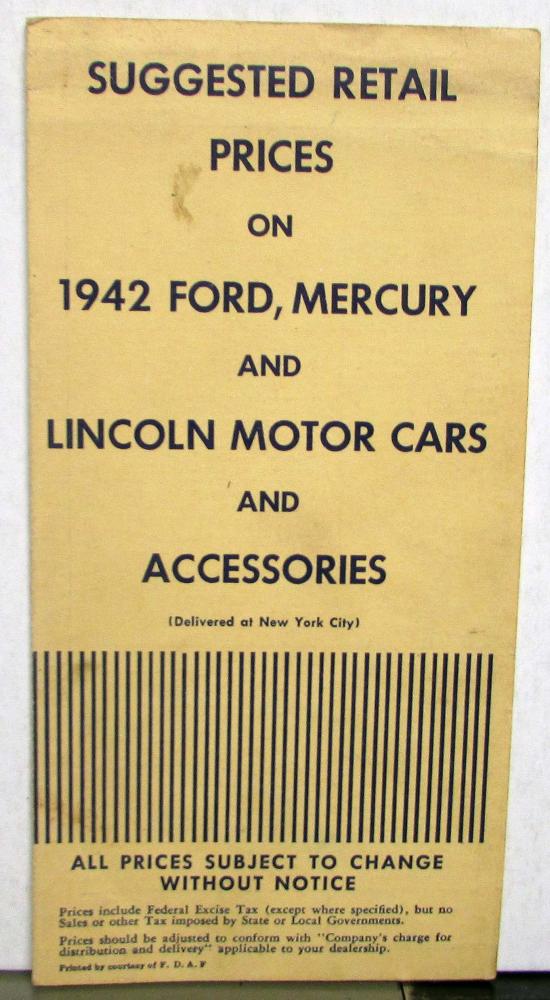 SUGGESTED RETAIL
PRICES
ON
1942 FORD, MERCURY
AND
LINCOLN MOTOR CARS
AND
ACCESSORIES
(Delivered at New York City)
ALL PRICES SUBJECT TO CHANGE
WITHOUT NOTICE
Prices include Federal Excise Tax (except where specified), but no
Sales or other Tax imposed by State or Local Governments.
Prices should be adjusted to conform with "Company's charge for
distribution and delivery" applicable to your dealership.
Printed by courtesy of F. D. A. F